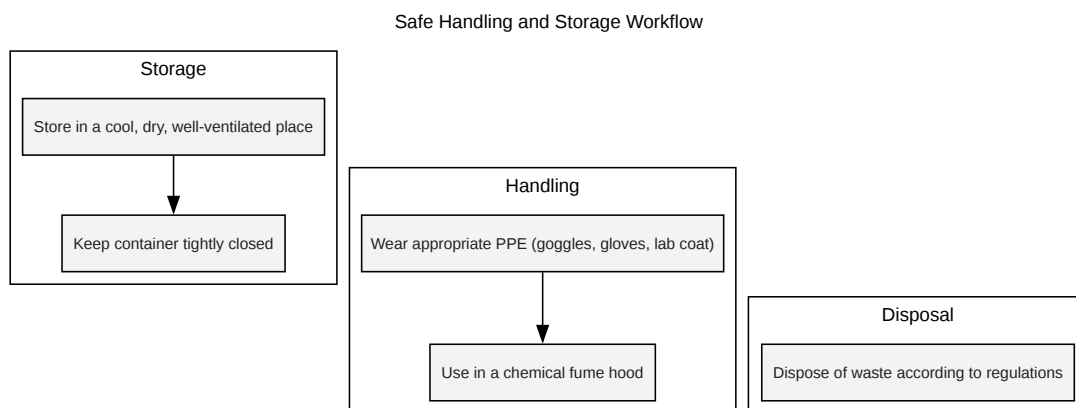 Safe Handling and Storage Workflow
Storage
Store in a cool, dry, well-ventilated place
Keep container tightly closed
Handling
Wear appropriate PPE (goggles, gloves, lab coat)
Use in a chemical fume hood
Disposal
Dispose of waste according to regulations